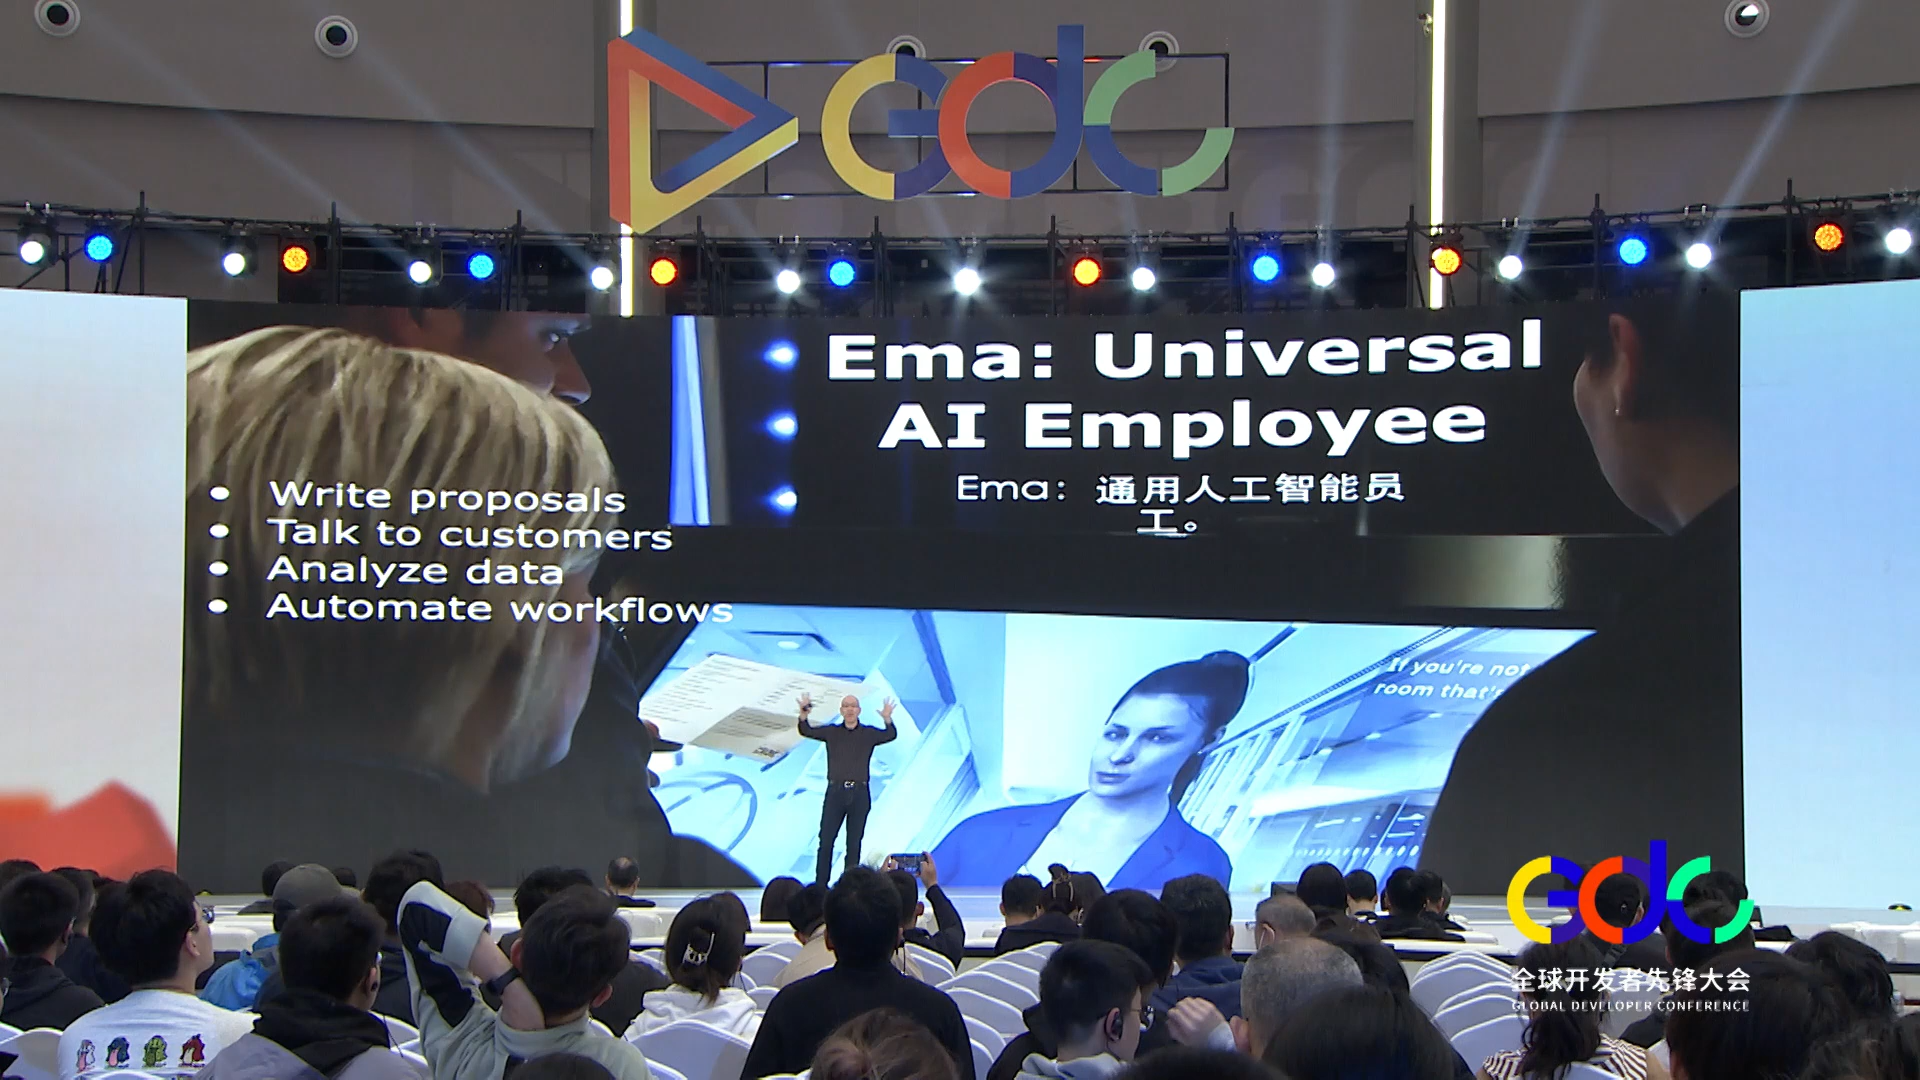 GDC
Ema: Universal
AI Employee
Ema: 通用人工智能员
工。
• Write proposals
• Talk to customers
• Analyze data
• Automate workflows
If you're not
room that's
GDC
全球开发者先锋大会
GLOBAL DEVELOPER CONFERENCE